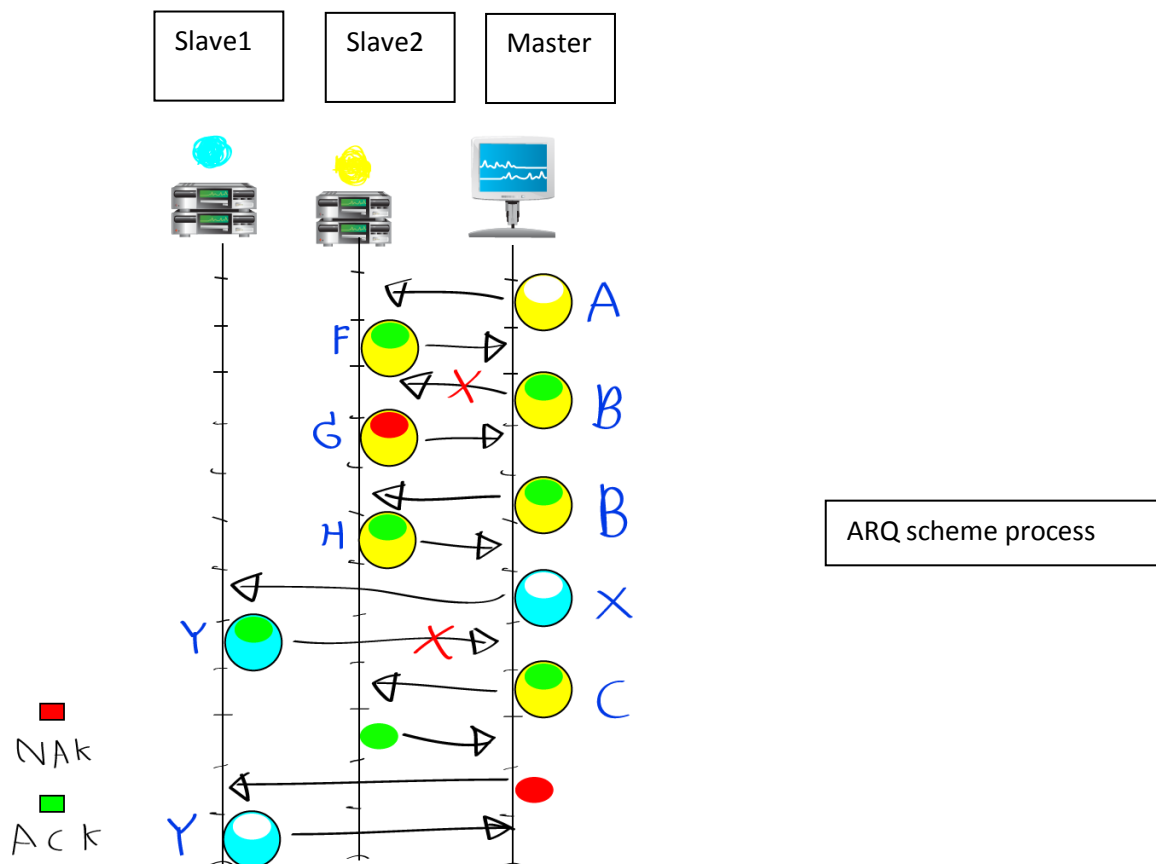 Slave1
Slave2
Master
A
F
B
G
B
ARQ scheme process
H
X
X
Y
X
C
NAK
ACK
Y